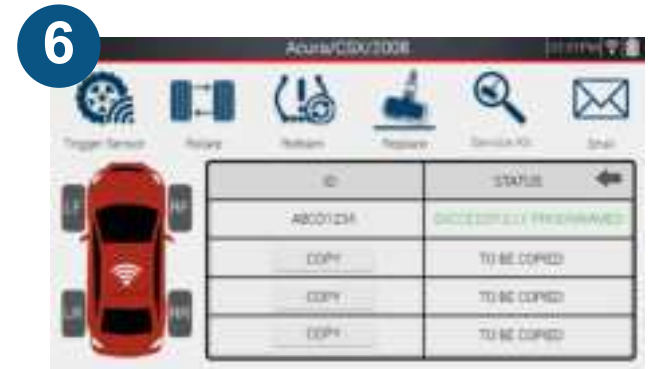 6
Acura/CSX/2008
Trigger Sensor
Rotate
Relearn
Replace
Service Kit
Email
ID
STATUS
LF
RF
ABCD1234
SUCCESSFULLY PROGRAMMED
COPY
TO BE COPIED
COPY
TO BE COPIED
LR
RR
COPY
TO BE COPIED